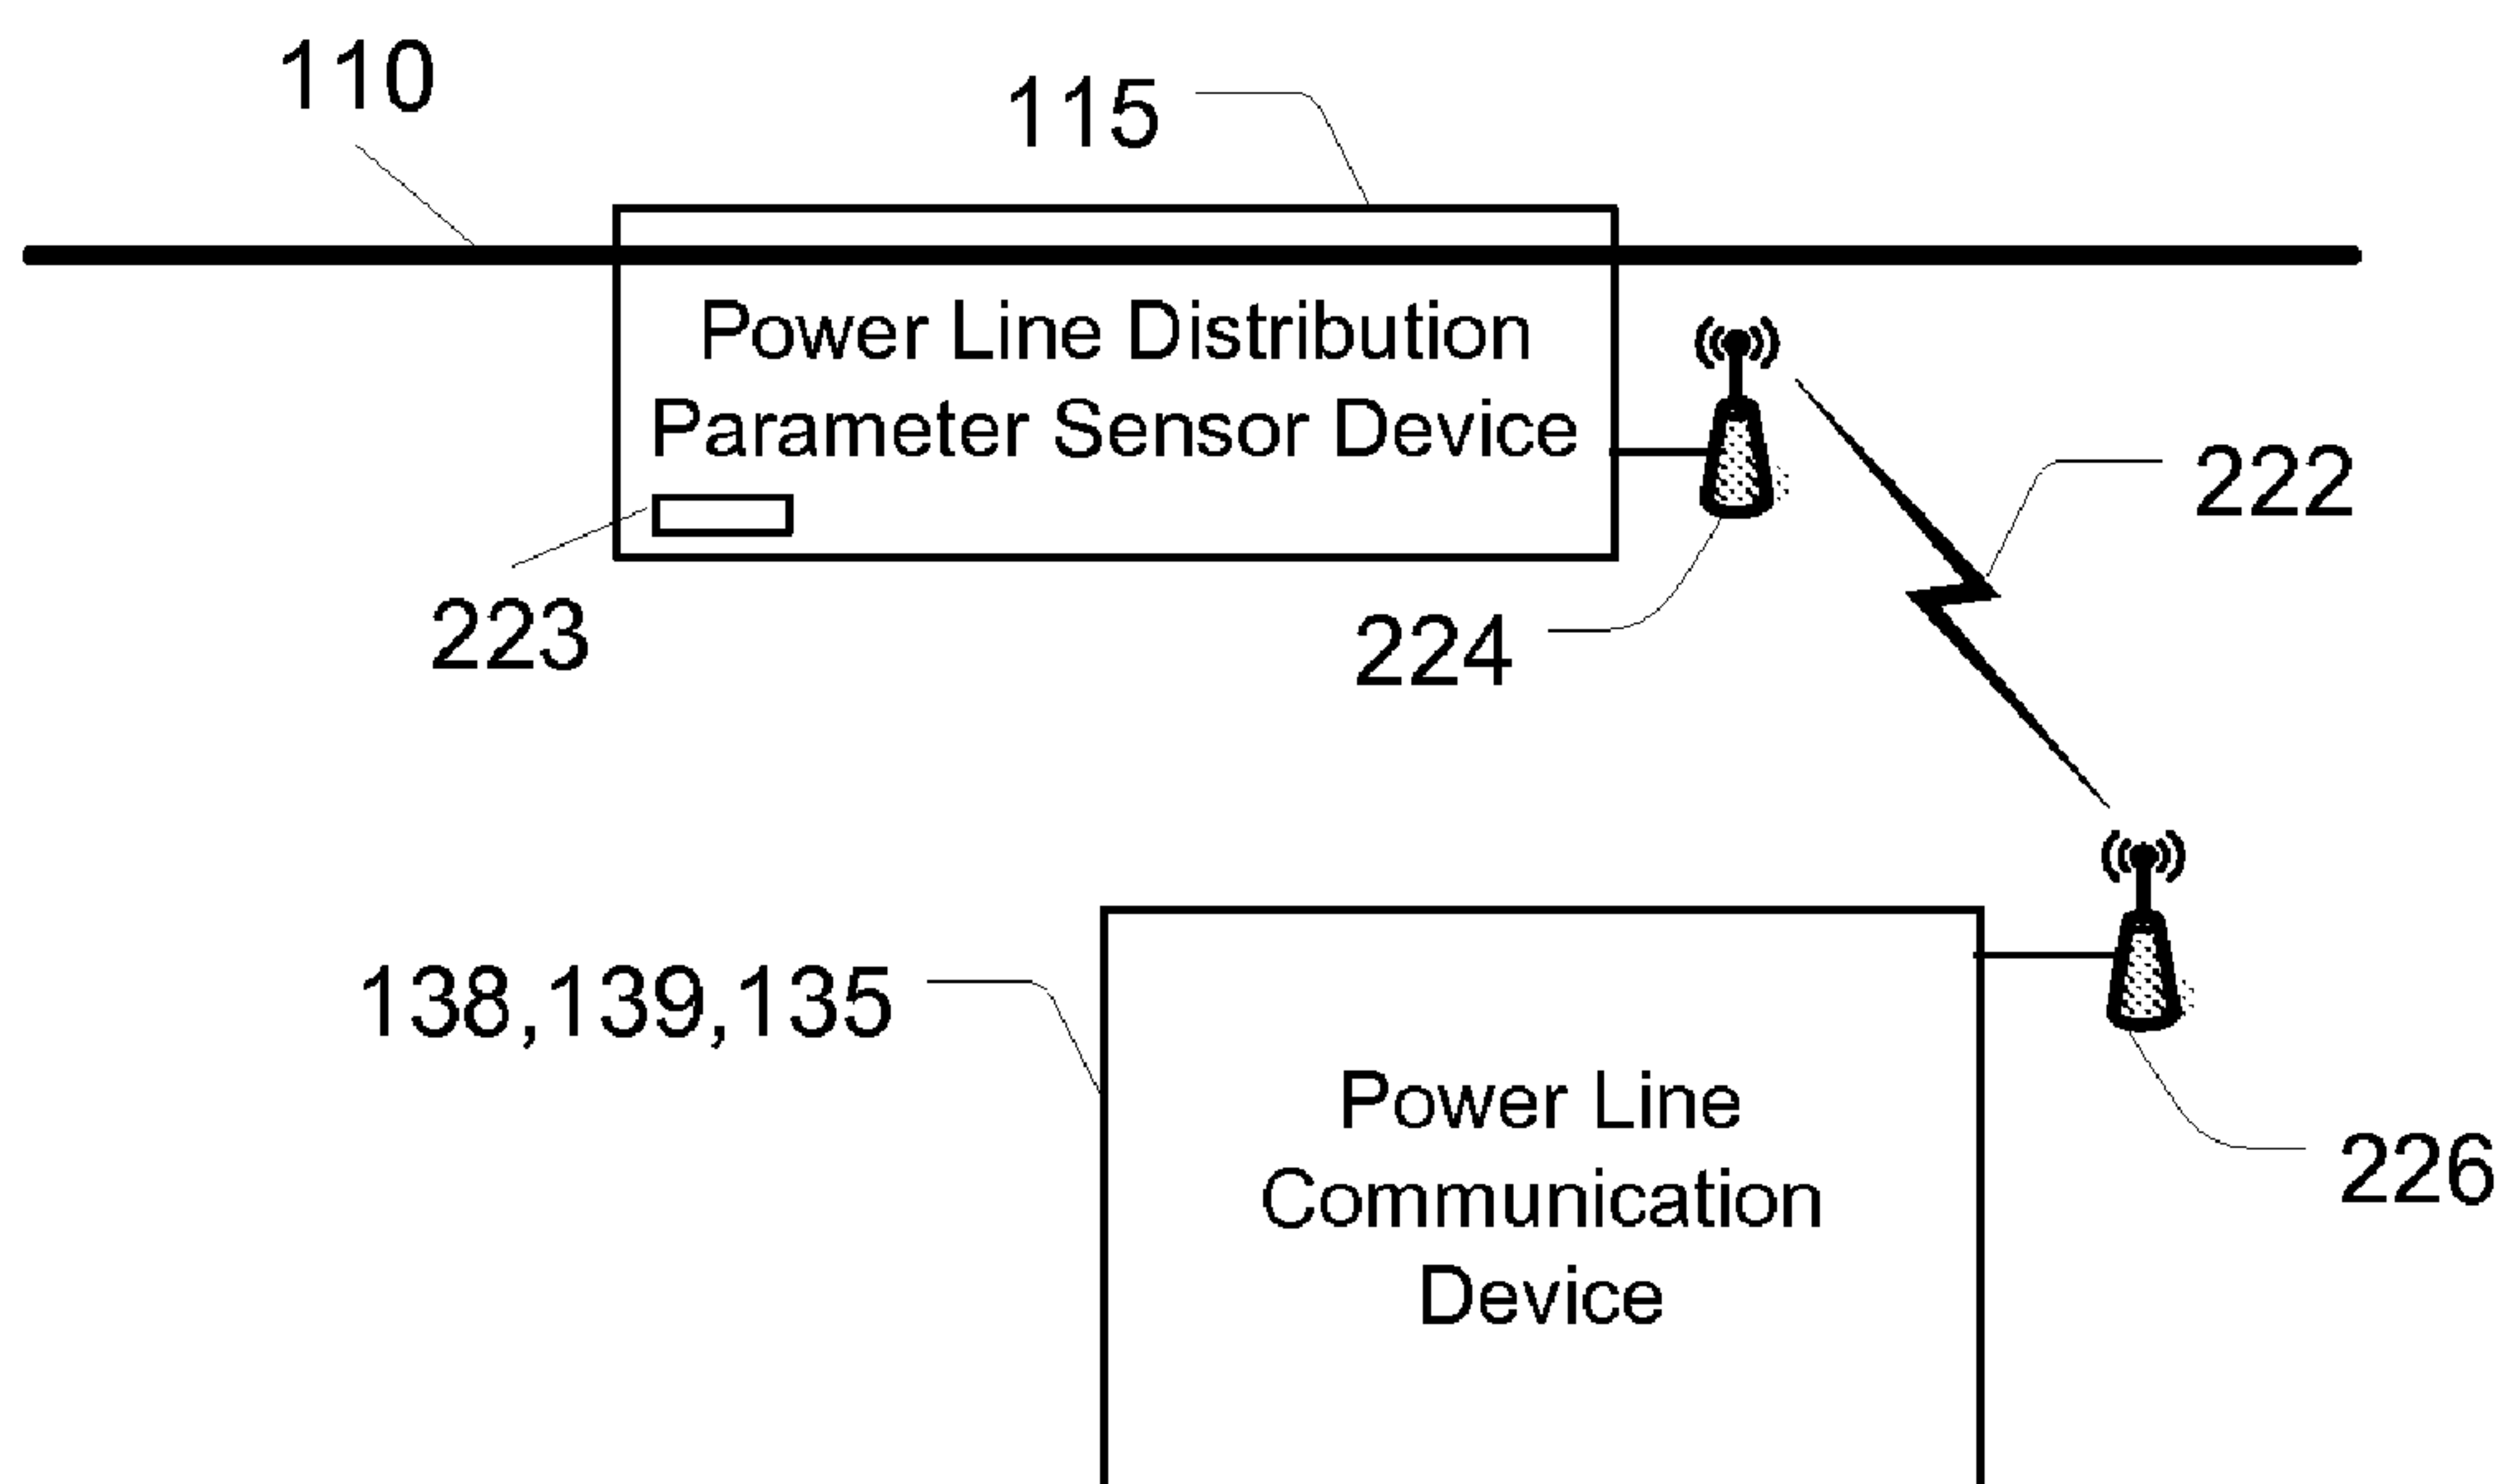 110
115
Power Line Distribution
Parameter Sensor Device
222
223
224
138,139,135
Power Line
Communication
Device
226